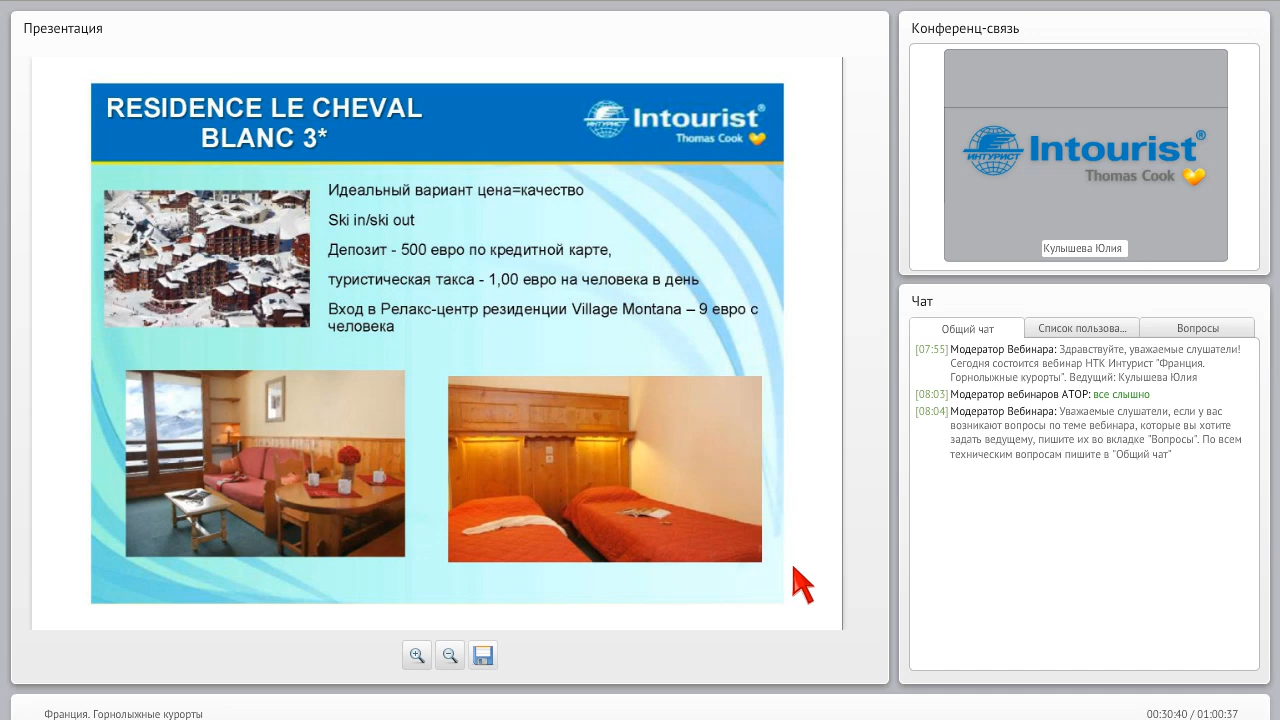 Презентация
RESIDENCE LE CHEVAL
BLANC 3*
ИНТУРИСТ Intourist®
Thomas Cook
Идеальный вариант цена=качество
Ski in/ski out
Депозит - 500 евро по кредитной карте,
туристическая такса - 1,00 евро на человека в день
Вход в Релакс-центр резиденции Village Montana – 9 евро с
человека
Конференц-связь
ИНТУРИСТ Intourist®
Thomas Cook
Кулышева Юлия
Чат
Общий чат
Список пользова...
Вопросы
[07:55] Модератор Вебинара: Здравствуйте, уважаемые слушатели!
Сегодня состоится вебинар НТК Интурист "Франция.
Горнолыжные курорты". Ведущий: Кулышева Юлия
[08:03] Модератор вебинаров АТОР: все слышно
[08:04] Модератор Вебинара: Уважаемые слушатели, если у вас
возникают вопросы по теме вебинара, которые вы хотите
задать ведущему, пишите их во вкладке "Вопросы". По всем
техническим вопросам пишите в "Общий чат"
Франция. Горнолыжные курорты
00:30:40 / 01:00:37